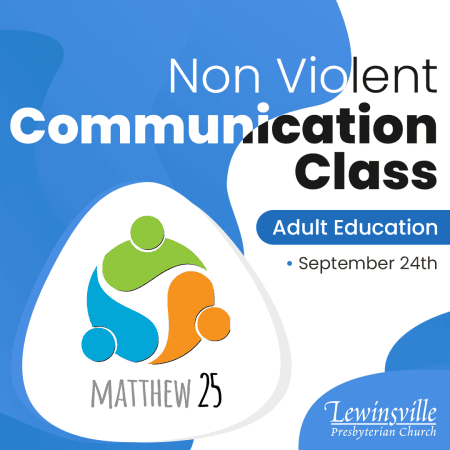 Non Violent
Communication
Class
Adult Education
• September 24th
MATTHEW 25
Lewinsville
Presbyterian Church